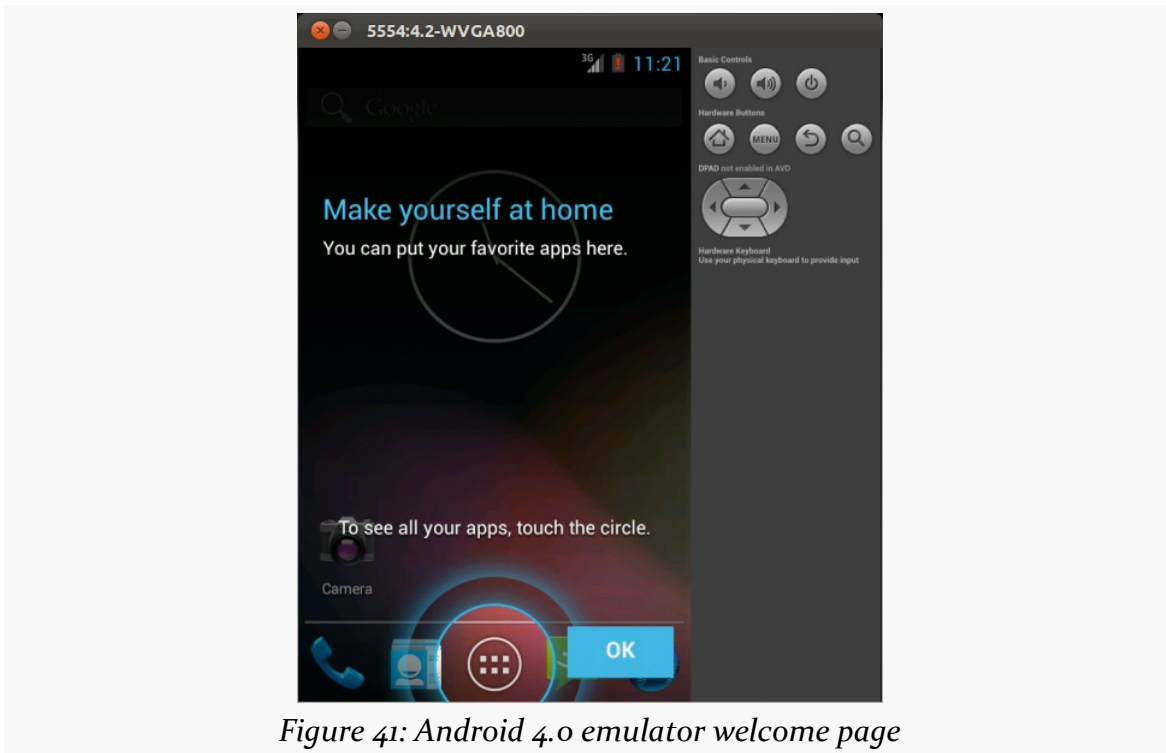 5554:4.2-WVGA800
3G 11:21
Google
Make yourself at home
You can put your favorite apps here.
To see all your apps, touch the circle.
Camera
OK
Basic Controls
Hardware Buttons
MENU
DPAD not enabled in AVD
Hardware Keyboard
Use your physical keyboard to provide input
Figure 41: Android 4.0 emulator welcome page